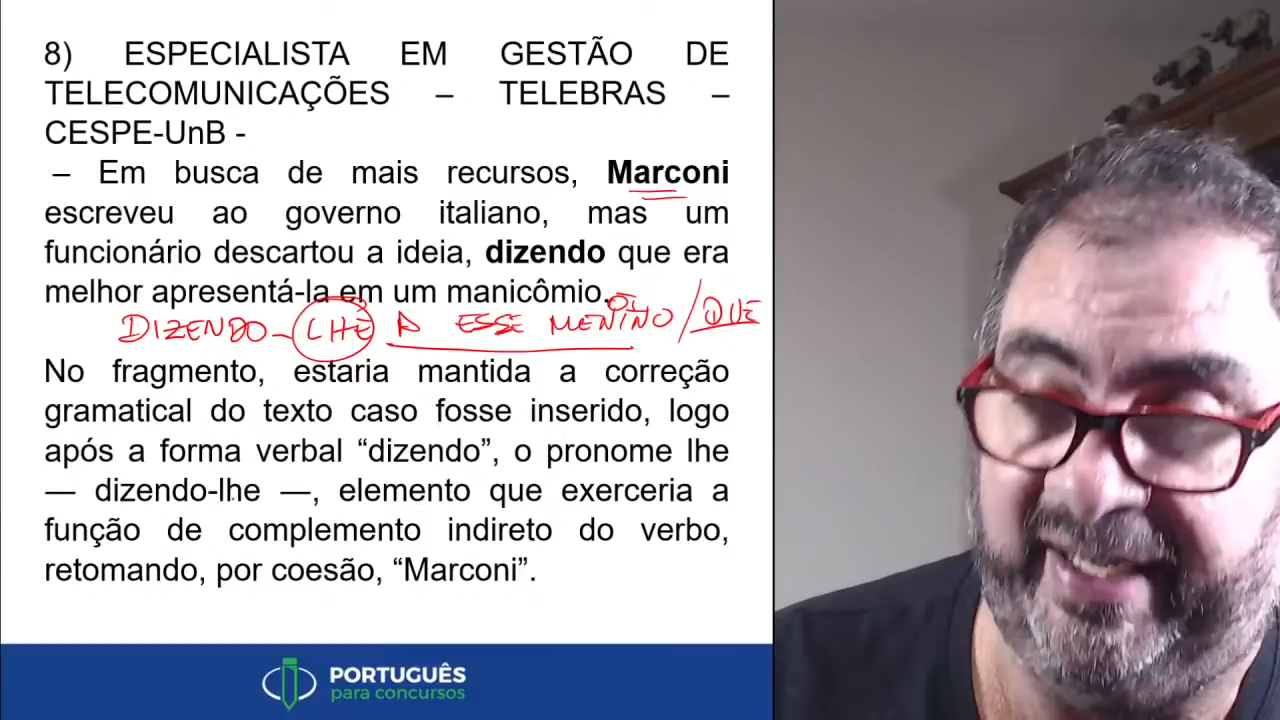 8) ESPECIALISTA EM GESTÃO DE
TELECOMUNICAÇÕES – TELEBRAS –
CESPE-UnB -
– Em busca de mais recursos, Marconi
escreveu ao governo italiano, mas um
funcionário descartou a ideia, dizendo que era
melhor apresentá-la em um manicômio.
DIZENDO-LHE A ESSE MENINO / QUE
No fragmento, estaria mantida a correção
gramatical do texto caso fosse inserido, logo
após a forma verbal “dizendo”, o pronome lhe
— dizendo-lhe —, elemento que exerceria a
função de complemento indireto do verbo,
retomando, por coesão, “Marconi”.
PORTUGUÊS
para concursos